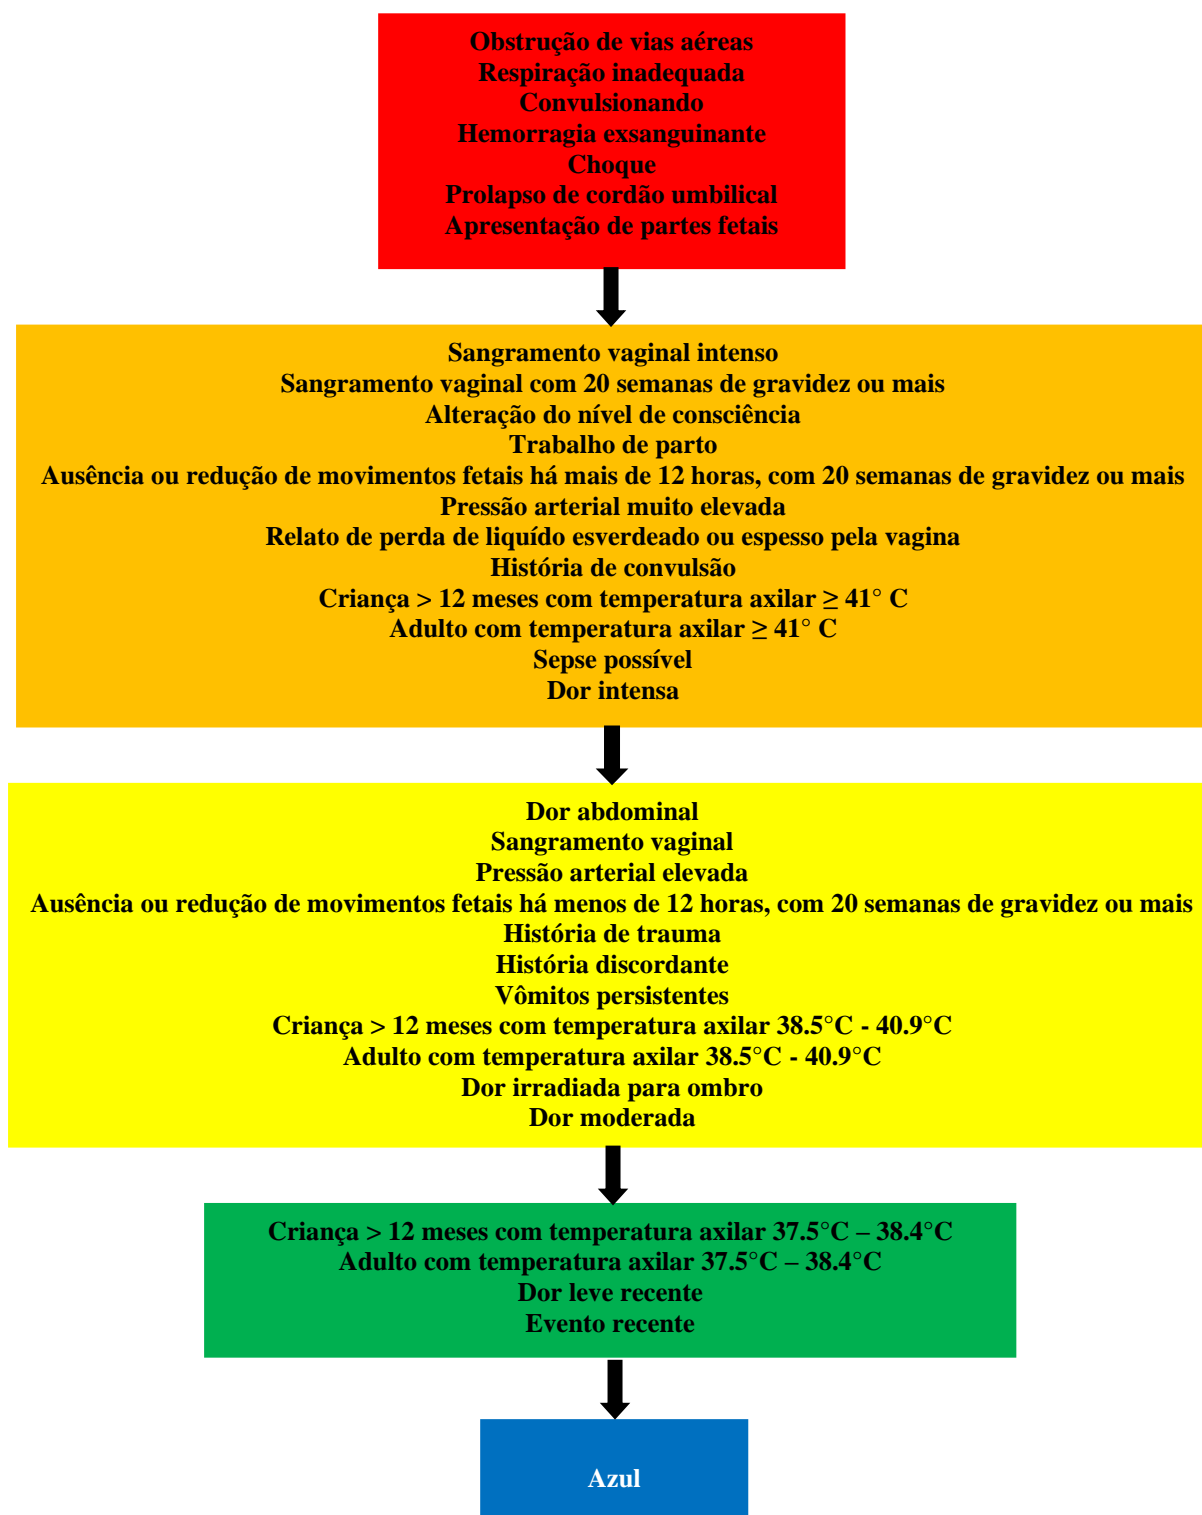 Obstrução de vias aéreas
Respiração inadequada
Convulsionando
Hemorragia exsanguinante
Choque
Prolapso de cordão umbilical
Apresentação de partes fetais
Sangramento vaginal intenso
Sangramento vaginal com 20 semanas de gravidez ou mais
Alteração do nível de consciência
Trabalho de parto
Ausência ou redução de movimentos fetais há mais de 12 horas, com 20 semanas de gravidez ou mais
Pressão arterial muito elevada
Relato de perda de liquído esverdeado ou espesso pela vagina
História de convulsão
Criança > 12 meses com temperatura axilar ≥ 41° C
Adulto com temperatura axilar ≥ 41° C
Sepse possível
Dor intensa
Dor abdominal
Sangramento vaginal
Pressão arterial elevada
Ausência ou redução de movimentos fetais há menos de 12 horas, com 20 semanas de gravidez ou mais
História de trauma
História discordante
Vômitos persistentes
Criança > 12 meses com temperatura axilar 38.5°C - 40.9°C
Adulto com temperatura axilar 38.5°C - 40.9°C
Dor irradiada para ombro
Dor moderada
Criança > 12 meses com temperatura axilar 37.5°C – 38.4°C
Adulto com temperatura axilar 37.5°C – 38.4°C
Dor leve recente
Evento recente
Azul